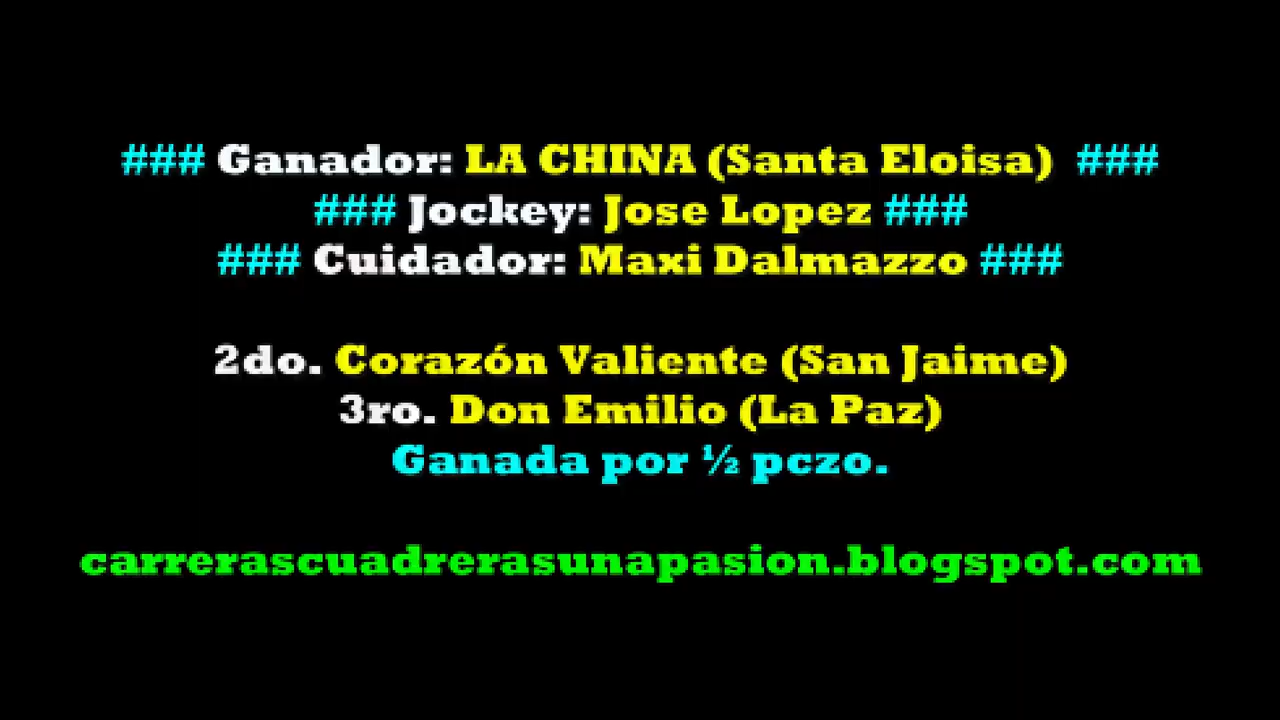 ### Ganador: LA CHINA (Santa Eloisa) ###
### Jockey: Jose Lopez ###
### Cuidador: Maxi Dalmazzo ###
2do. Corazón Valiente (San Jaime)
3ro. Don Emilio (La Paz)
Ganada por ½ pczo.
carrerascuadrerasunapasion.blogspot.com